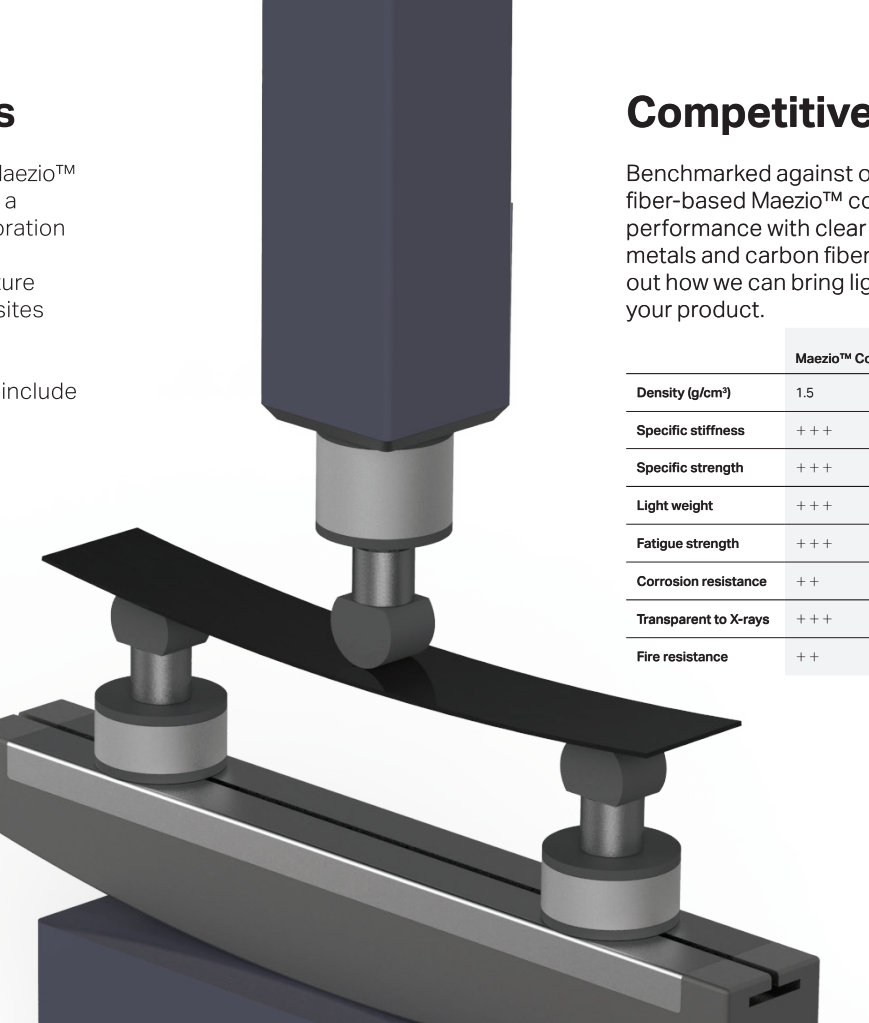 s
aezio™
a
oration
ure
sites
include
Competitive
Benchmarked against o
fiber-based Maezio™ co
performance with clear
metals and carbon fiber
out how we can bring lig
your product.
Maezio™ Co
Density (g/cm³) 1.5
Specific stiffness +++
Specific strength +++
Light weight +++
Fatigue strength +++
Corrosion resistance ++
Transparent to X-rays +++
Fire resistance ++